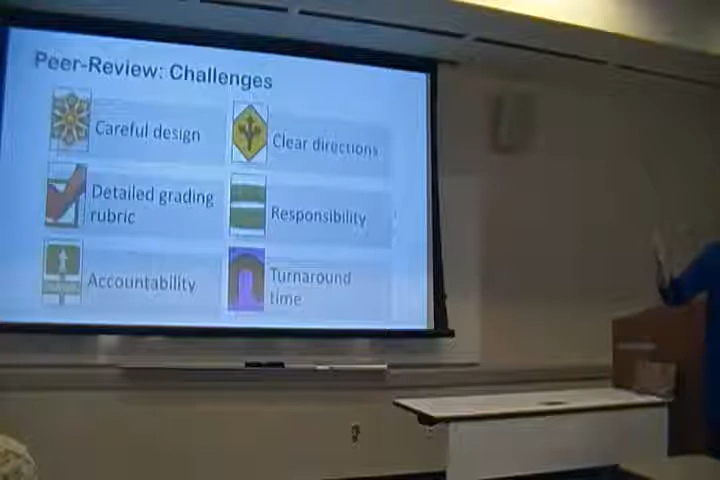 Peer-Review: Challenges
Careful design
Clear directions
Detailed grading
rubric
Responsibility
Accountability
Turnaround
time